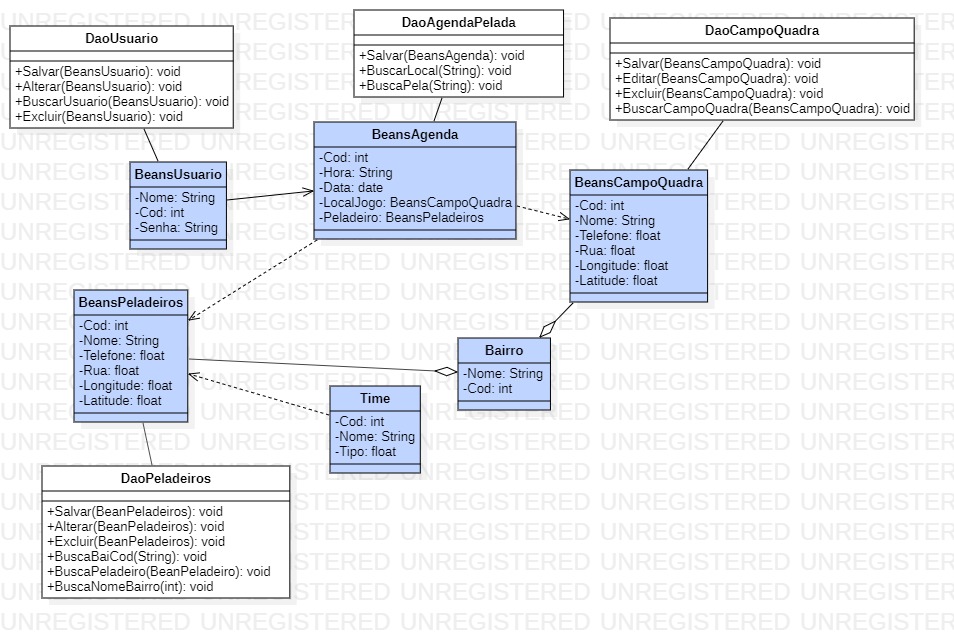 DaoUsuario
+Salvar(BeansUsuario): void
+Alterar(BeansUsuario): void
+BuscarUsuario(BeansUsuario): void
+Excluir(BeansUsuario): void
DaoAgendaPelada
+Salvar(BeansAgenda): void
+BuscarLocal(String): void
+BuscaPela(String): void
DaoCampoQuadra
+Salvar(BeansCampoQuadra): void
+Editar(BeansCampoQuadra): void
+Excluir(BeansCampoQuadra): void
+BuscarCampoQuadra(BeansCampoQuadra): void
BeansUsuario
-Nome: String
-Cod: int
-Senha: String
BeansAgenda
-Cod: int
-Hora: String
-Data: date
-LocalJogo: BeansCampoQuadra
-Peladeiro: BeansPeladeiros
BeansCampoQuadra
-Cod: int
-Nome: String
-Telefone: float
-Rua: float
-Longitude: float
-Latitude: float
BeansPeladeiros
-Cod: int
-Nome: String
-Telefone: float
-Rua: float
-Longitude: float
-Latitude: float
Bairro
-Nome: String
-Cod: int
Time
-Cod: int
-Nome: String
-Tipo: float
DaoPeladeiros
+Salvar(BeanPeladeiros): void
+Alterar(BeanPeladeiros): void
+Excluir(BeanPeladeiros): void
+BuscaBaiCod(String): void
+BuscaPeladeiro(BeanPeladeiro): void
+BuscaNomeBairro(int): void
UNREGISTERED